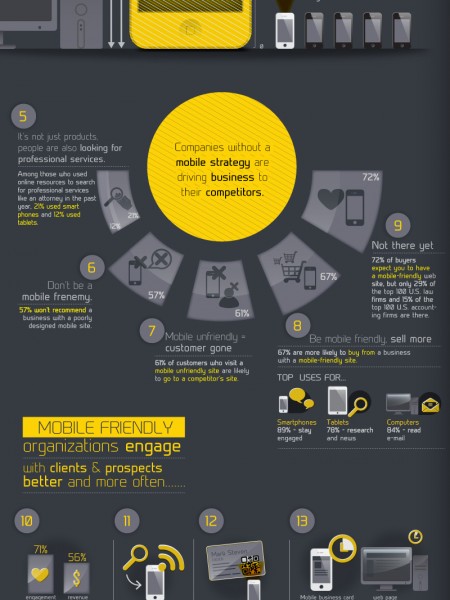 5
It's not just products,
people are also looking for
professional services.
Among those who used
online resources to search
for professional services
like an attorney in the past
year, 21% used smart
phones and 12% used
tablets.
21%
12%
Companies without a
mobile strategy are
driving business to
their competitors.
72%
67%
61%
57%
6
Don't be a
mobile frenemy.
57% won't recommend a
business with a poorly
designed mobile site.
7
Mobile unfriendly =
customer gone
61% of customers who visit a
mobile unfriendly site are likely
to go to a competitor's site.
8
Be mobile friendly, sell more
67% are more likely to buy from a business
with a mobile-friendly site.
9
Not there yet
72% of buyers
expect you to have
a mobile-friendly web
site, but only 29% of
the top 100 U.S. law
firms and 15% of the
top 100 U.S. account-
ing firms are there.
TOP USES FOR...
Smartphones
89% - stay
engaged
Tablets
78% - research
and news
Computers
84% - read
e-mail
MOBILE FRIENDLY
organizations engage
with clients & prospects
better and more often.......
10
71%
56%
engagement
revenue
11
12
Mark Steven
13
Mobile business card
web page